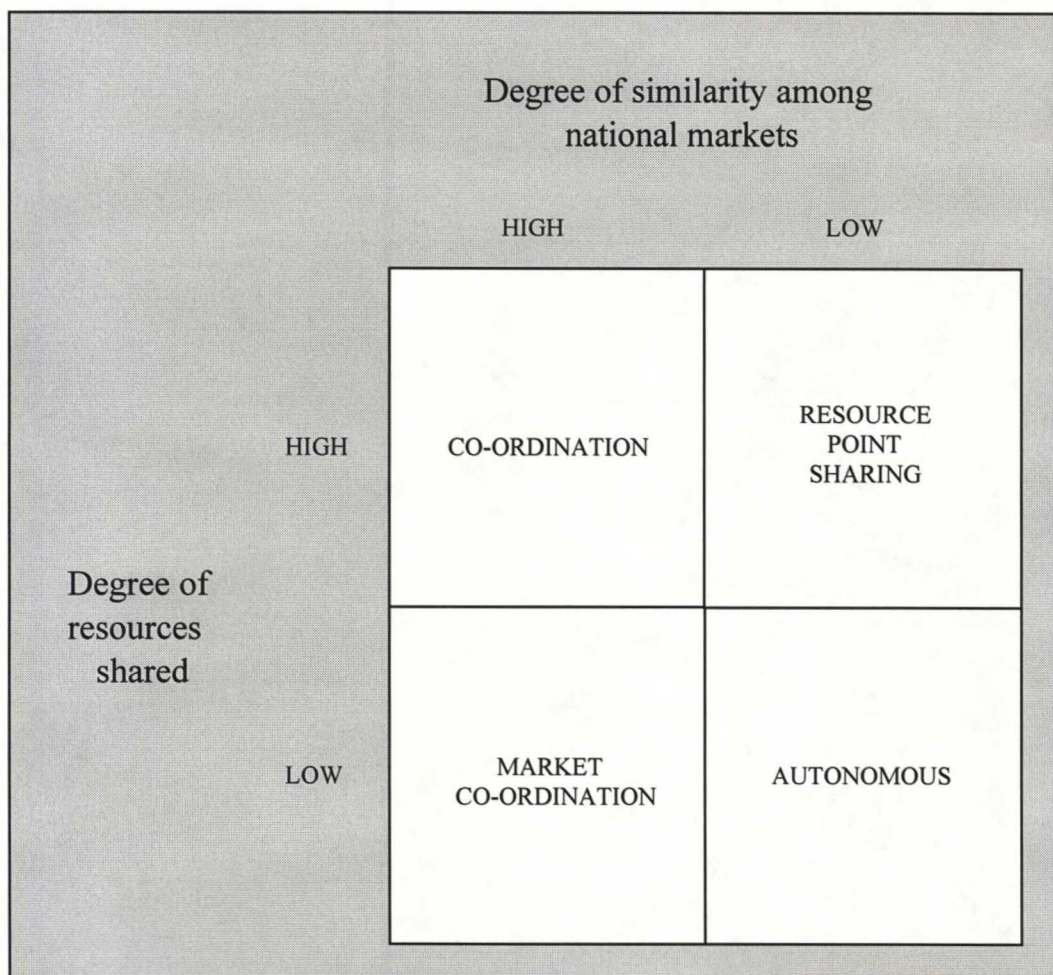 Degree of similarity among
national markets
HIGH
LOW
HIGH
CO-ORDINATION
RESOURCE
POINT
SHARING
Degree of
resources
shared
LOW
MARKET
CO-ORDINATION
AUTONOMOUS